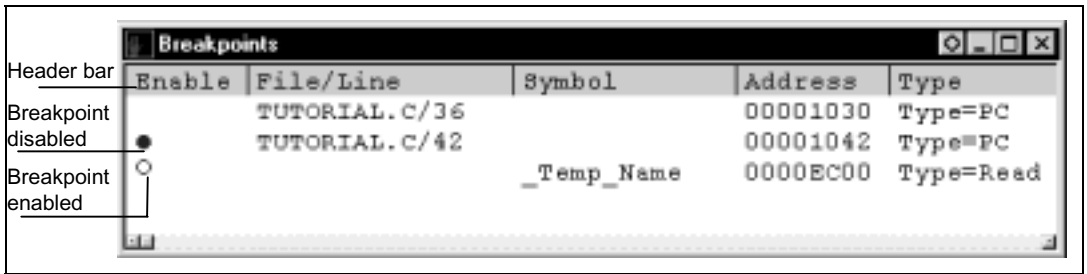 Breakpoints
Header bar
Enable File/Line Symbol Address Type
Breakpoint disabled
TUTORIAL.C/36 00001030 Type=PC
● TUTORIAL.C/42 00001042 Type=PC
Breakpoint enabled
○ _Temp_Name 0000EC00 Type=Read